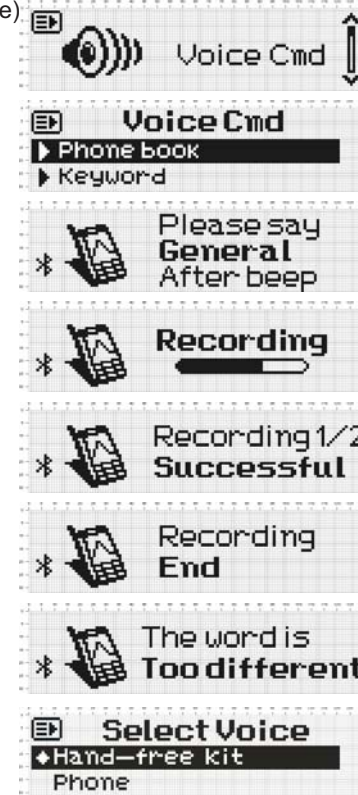 e)
Voice Cmd
Voice Cmd
Phone book
Keyword
Please say
General
After beep
Recording
Recording 1/2
Successful
Recording
End
The word is
Too different
Select Voice
Hand-free kit
Phone